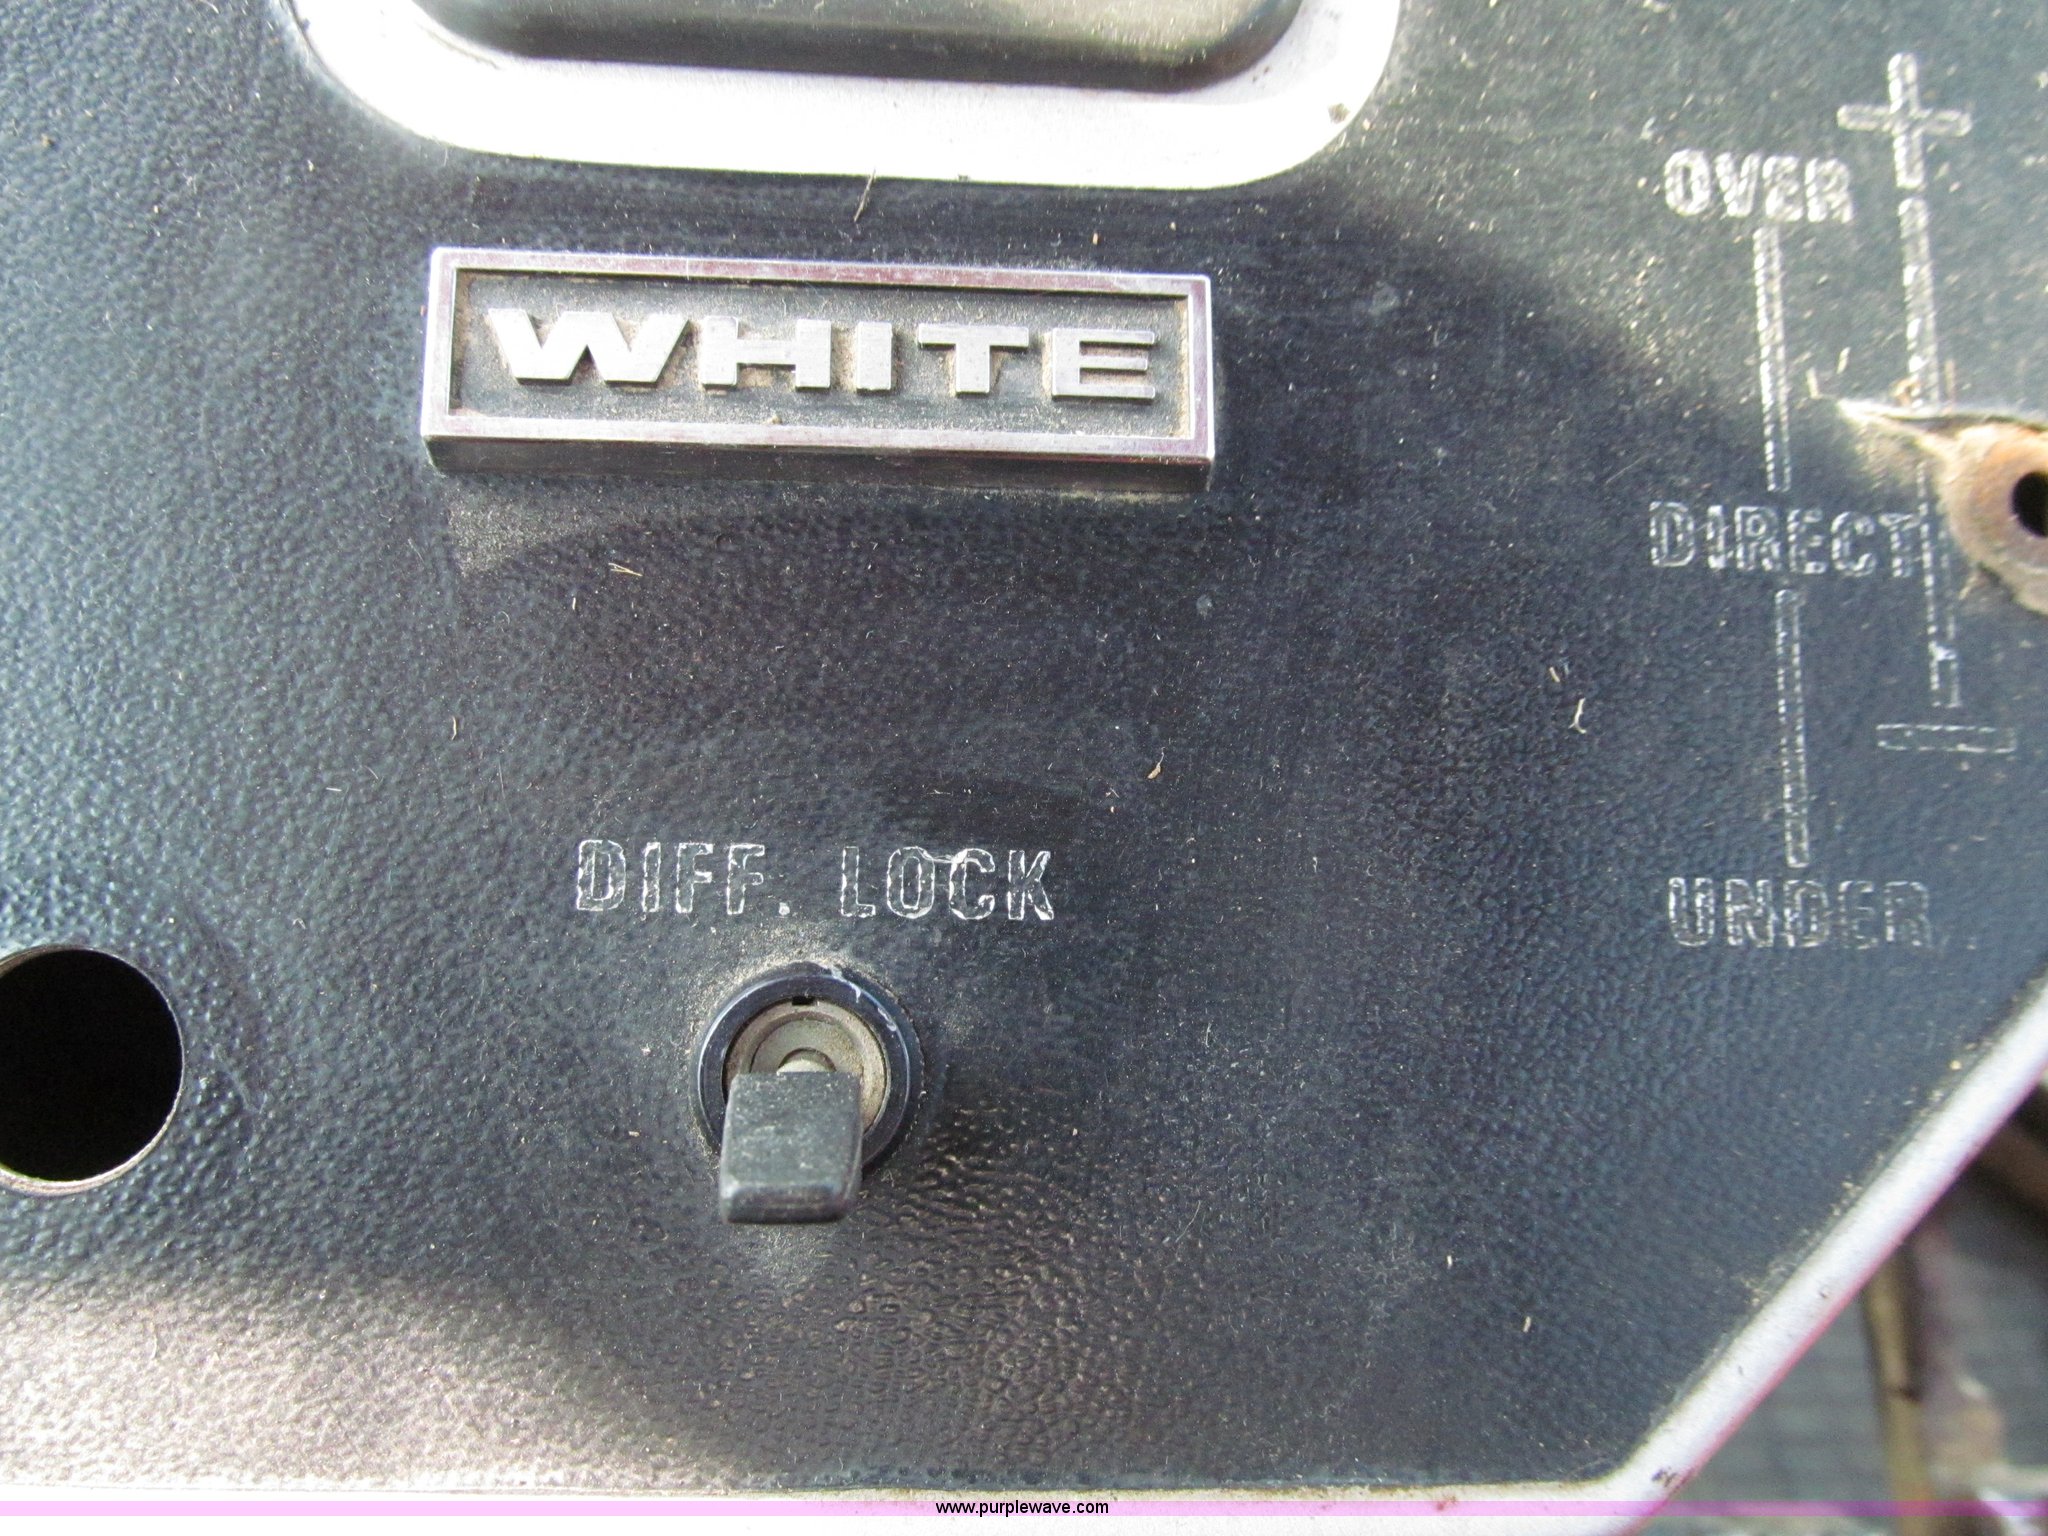 OVER
WHITE
DIRECT
DIFF. LOCK
UNDER
www.purplewave.com